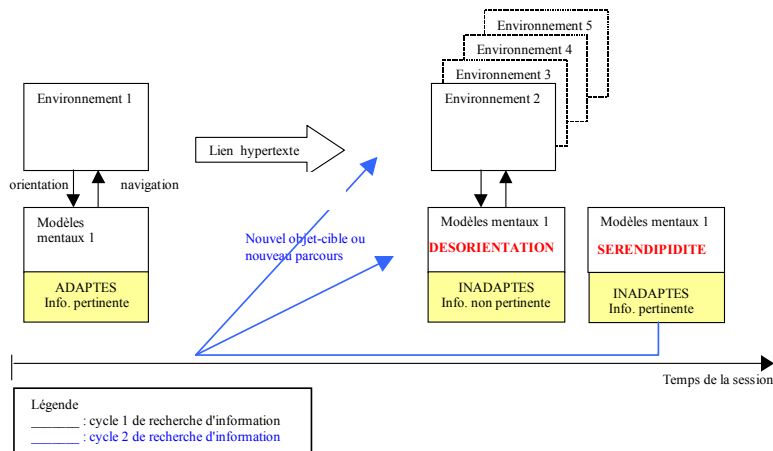 Environnement 5
Environnement 4
Environnement 3
Environnement 1
Environnement 2
Lien hypertexte
orientation
navigation
Modèles
mentaux 1
ADAPTES
Info. pertinente
Nouvel objet-cible ou
nouveau parcours
Modèles mentaux 1
DESORIENTATION
INADAPTES
Info. non pertinente
Modèles mentaux 1
SERENDIPIDITE
INADAPTES
Info. pertinente
Temps de la session
Légende
_______ : cycle 1 de recherche d'information
_______ : cycle 2 de recherche d'information